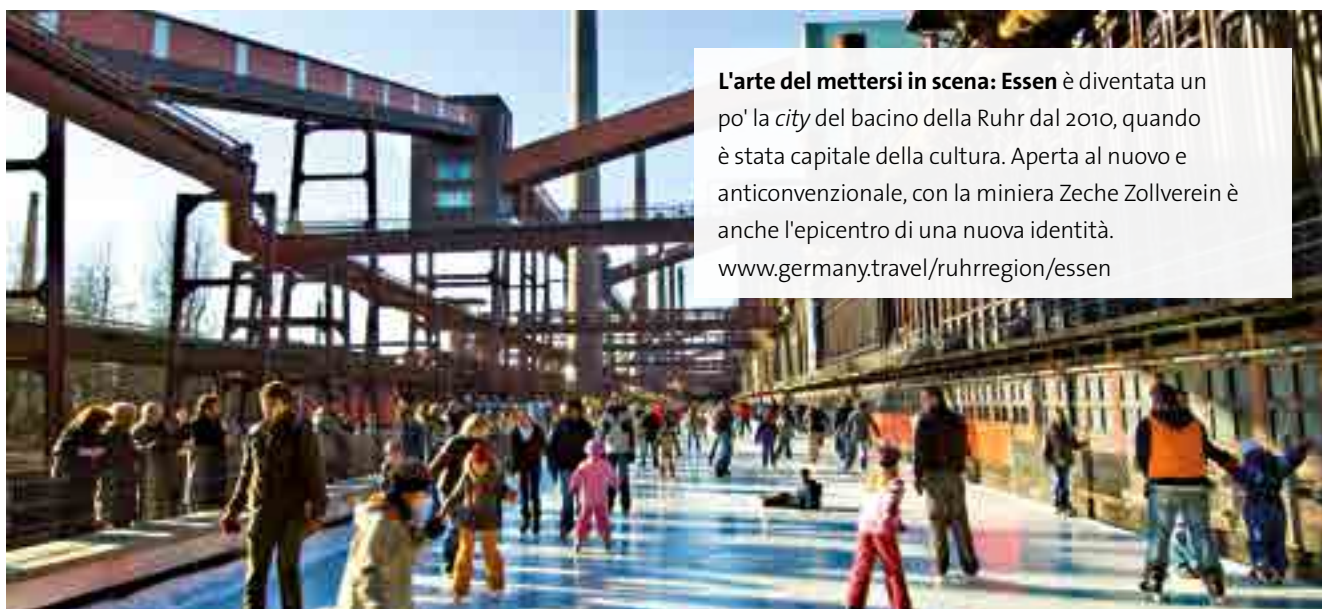 L'arte del mettersi in scena: Essen è diventata un
po' la city del bacino della Ruhr dal 2010, quando
è stata capitale della cultura. Aperta al nuovo e
anticonvenzionale, con la miniera Zeche Zollverein è
anche l'epicentro di una nuova identità.
www.germany.travel/ruhrregion/essen